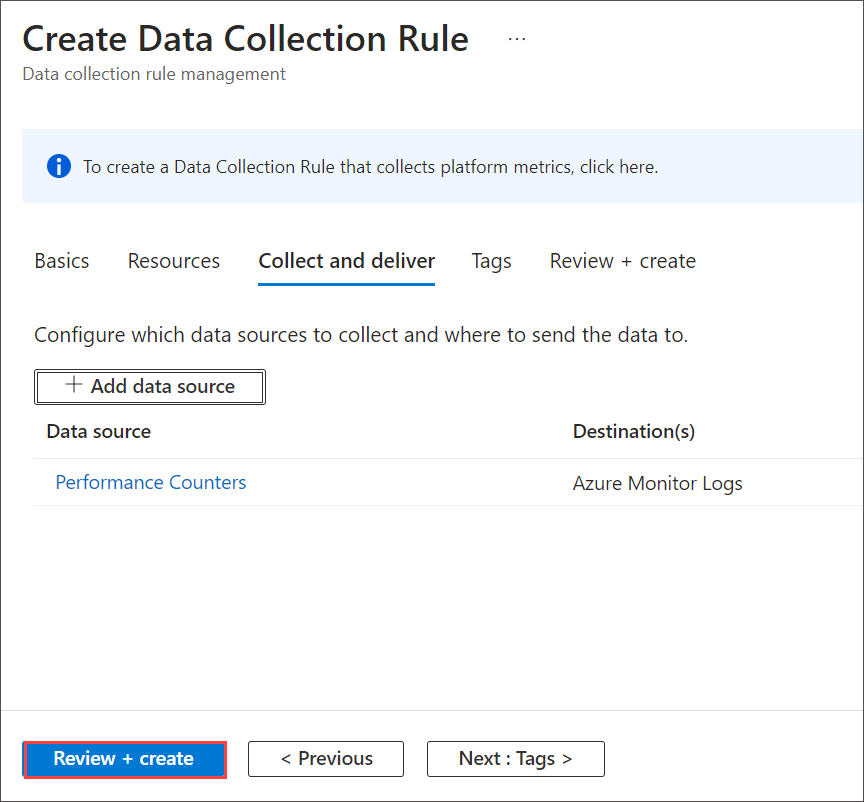 Create Data Collection Rule ...
Data collection rule management
To create a Data Collection Rule that collects platform metrics, click here.
Basics Resources Collect and deliver Tags Review + create
Configure which data sources to collect and where to send the data to.
+ Add data source
Data source Destination(s)
Performance Counters Azure Monitor Logs
Review + create < Previous Next : Tags >